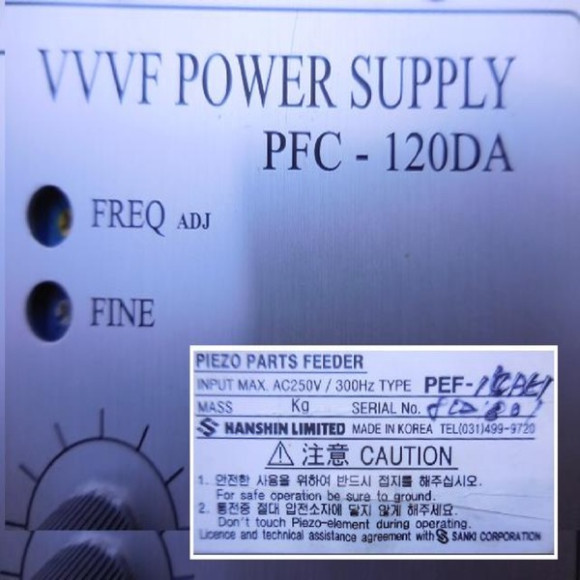 VVVF POWER SUPPLY
PFC - 120DA
FREQ ADJ
FINE
PIEZO PARTS FEEDER
INPUT MAX. AC250V / 300Hz TYPE PEF-
MASS Kg SERIAL No.
HANSHIN LIMITED MADE IN KOREA TEL(031)499-9720
注意 CAUTION
1. 안전한 사용을 위하여 반드시 접지를 해주십시오.
For safe operation be sure to ground.
2. 통전중 절대 압전소자에 닿지 않게 해주세요.
Don't touch Piezo-element during operating.
Licence and technical assistance agreement with SANKI CORPORATION